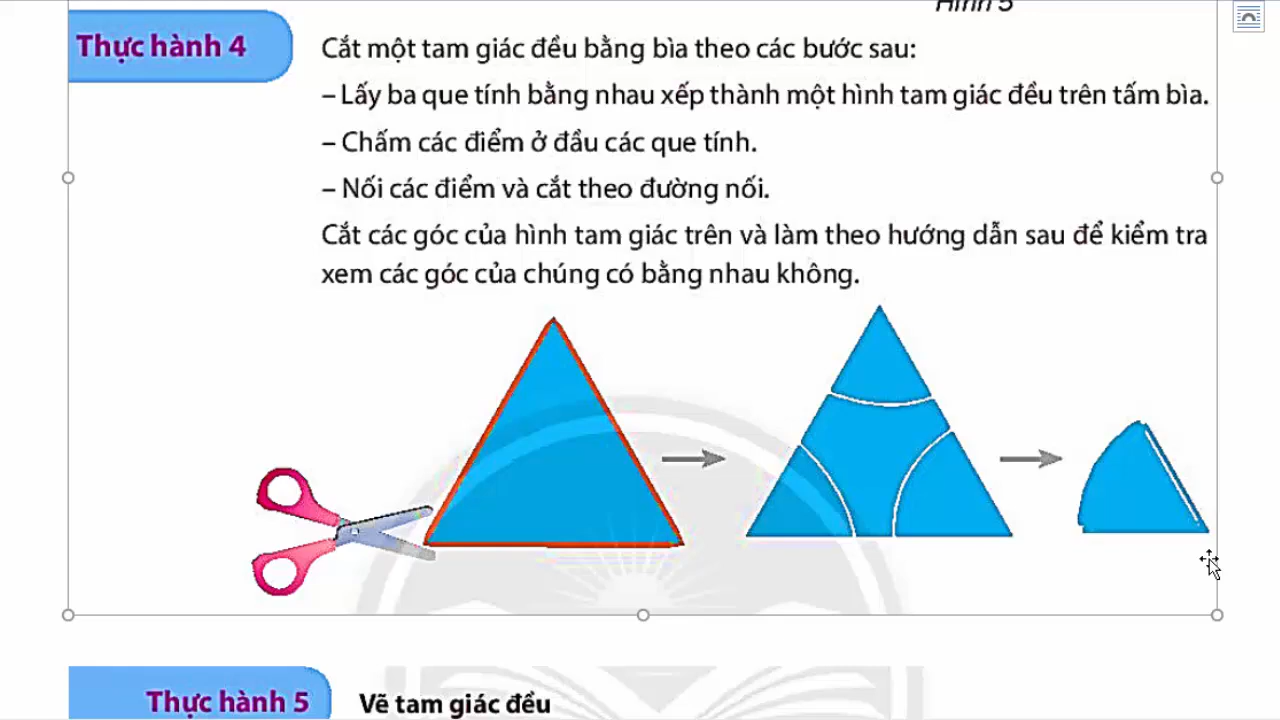 Hình 5
Thực hành 4
Cắt một tam giác đều bằng bìa theo các bước sau:
– Lấy ba que tính bằng nhau xếp thành một hình tam giác đều trên tấm bìa.
– Chấm các điểm ở đầu các que tính.
– Nối các điểm và cắt theo đường nối.
Cắt các góc của hình tam giác trên và làm theo hướng dẫn sau để kiểm tra
xem các góc của chúng có bằng nhau không.
Thực hành 5
Vẽ tam giác đều